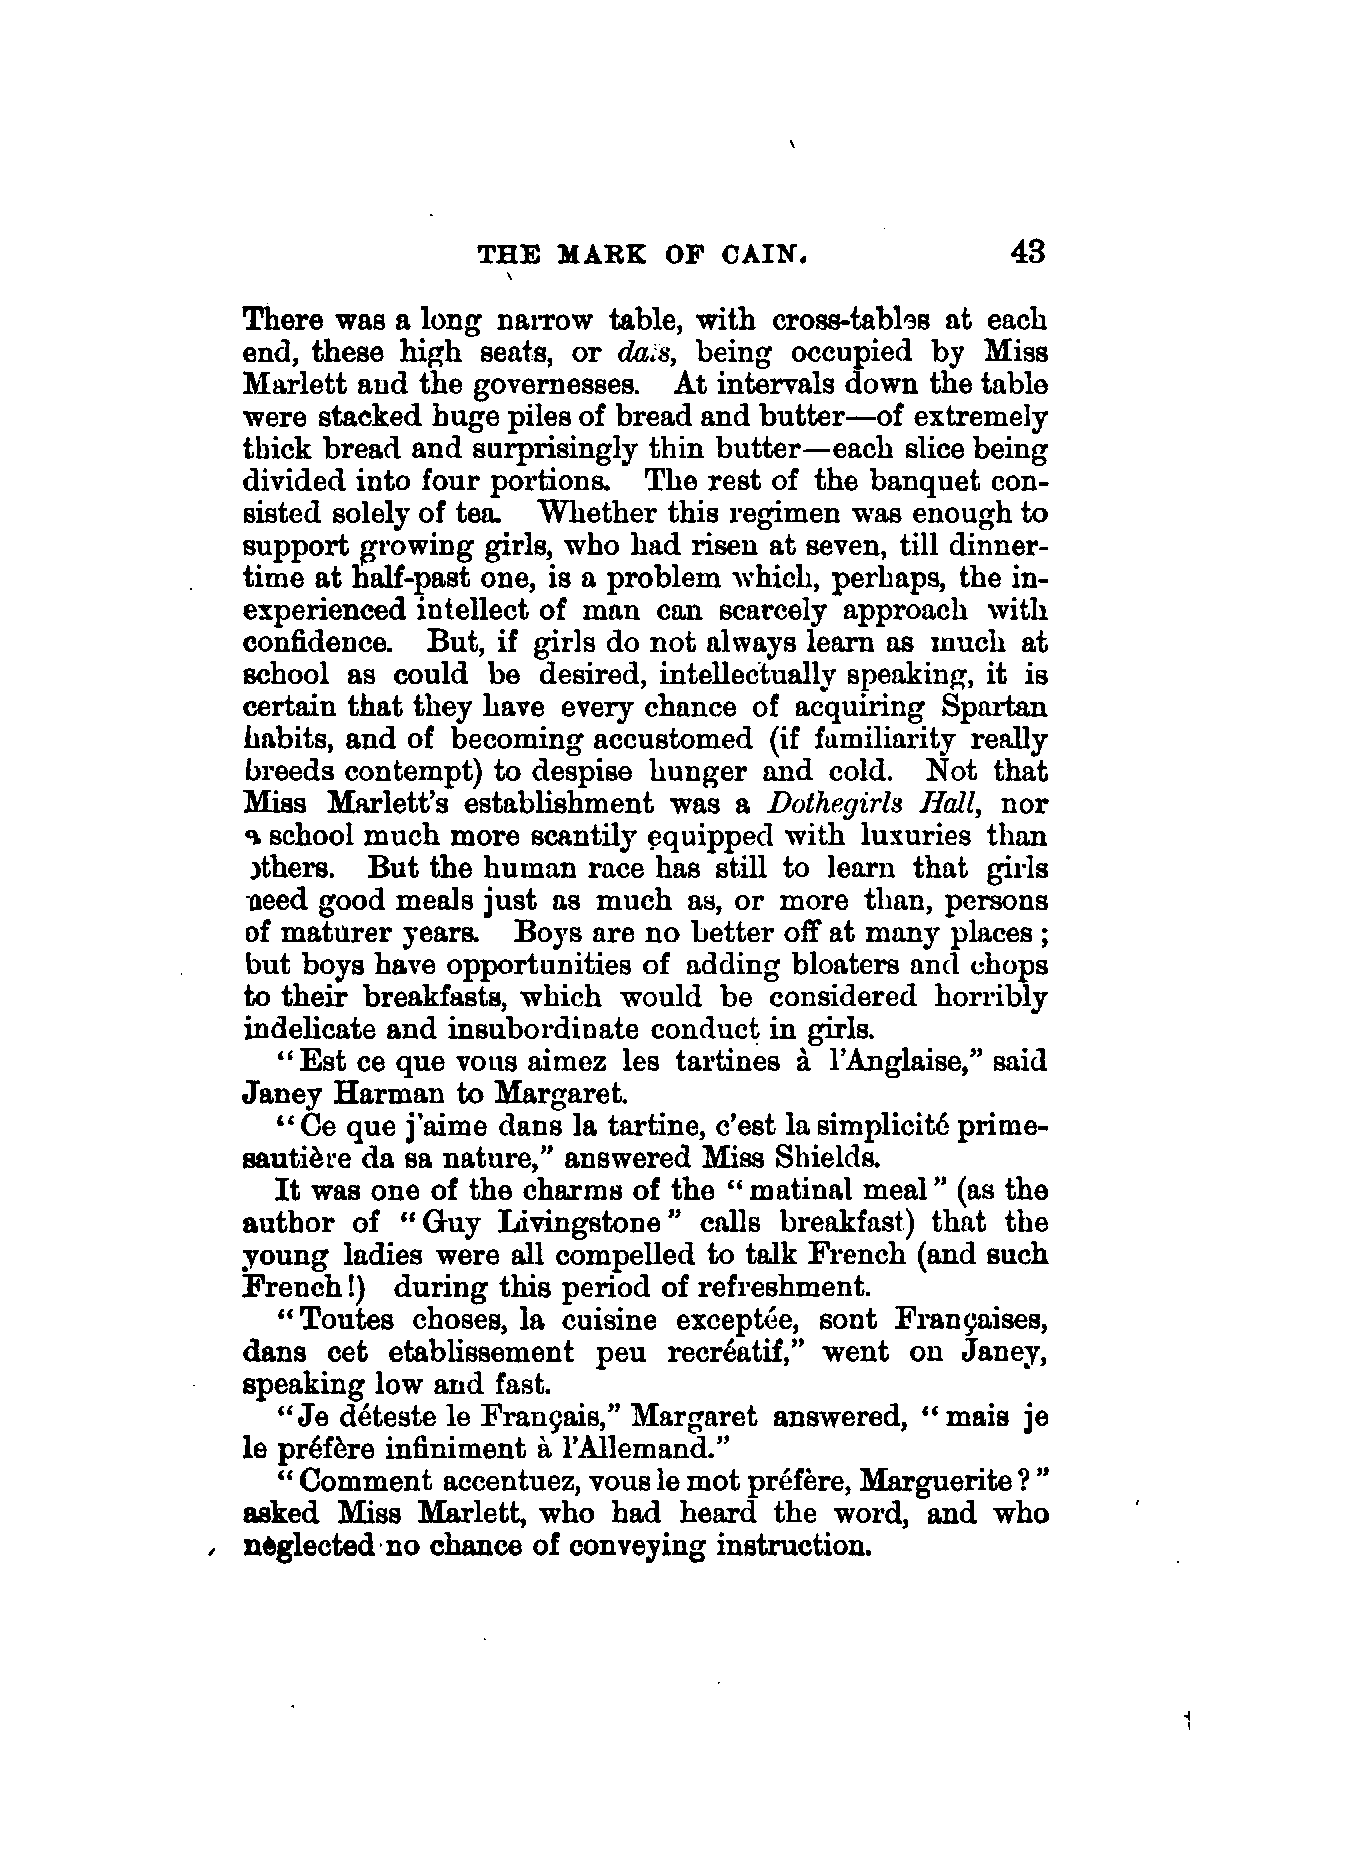 THE MARK OF CAIN. 43
There was a long narrow table, with cross-tables at each
end, these high seats, or dais, being occupied by Miss
Marlett and the governesses. At intervals down the table
were stacked huge piles of bread and butter—of extremely
thick bread and surprisingly thin butter—each slice being
divided into four portions. The rest of the banquet con-
sisted solely of tea. Whether this regimen was enough to
support growing girls, who had risen at seven, till dinner-
time at half-past one, is a problem which, perhaps, the in-
experienced intellect of man can scarcely approach with
confidence. But, if girls do not always learn as much at
school as could be desired, intellectually speaking, it is
certain that they have every chance of acquiring Spartan
habits, and of becoming accustomed (if familiarity really
breeds contempt) to despise hunger and cold. Not that
Miss Marlett's establishment was a Dothegirls Hall, nor
a school much more scantily equipped with luxuries than
others. But the human race has still to learn that girls
need good meals just as much as, or more than, persons
of maturer years. Boys are no better off at many places;
but boys have opportunities of adding bloaters and chops
to their breakfasts, which would be considered horribly
indelicate and insubordinate conduct in girls.
"Est ce que vous aimez les tartines à l'Anglaise," said
Janey Harman to Margaret.
"Ce que j'aime dans la tartine, c'est la simplicité prime-
sautière da sa nature," answered Miss Shields.
It was one of the charms of the "matinal meal" (as the
author of "Guy Livingstone" calls breakfast) that the
young ladies were all compelled to talk French (and such
French!) during this period of refreshment.
"Toutes choses, la cuisine exceptée, sont Françaises,
dans cet etablissement peu recréatif," went on Janey,
speaking low and fast.
"Je déteste le Français," Margaret answered, "mais je
le préfère infiniment à l'Allemand."
"Comment accentuez, vous le mot préfère, Marguerite?"
asked Miss Marlett, who had heard the word, and who
neglected no chance of conveying instruction.